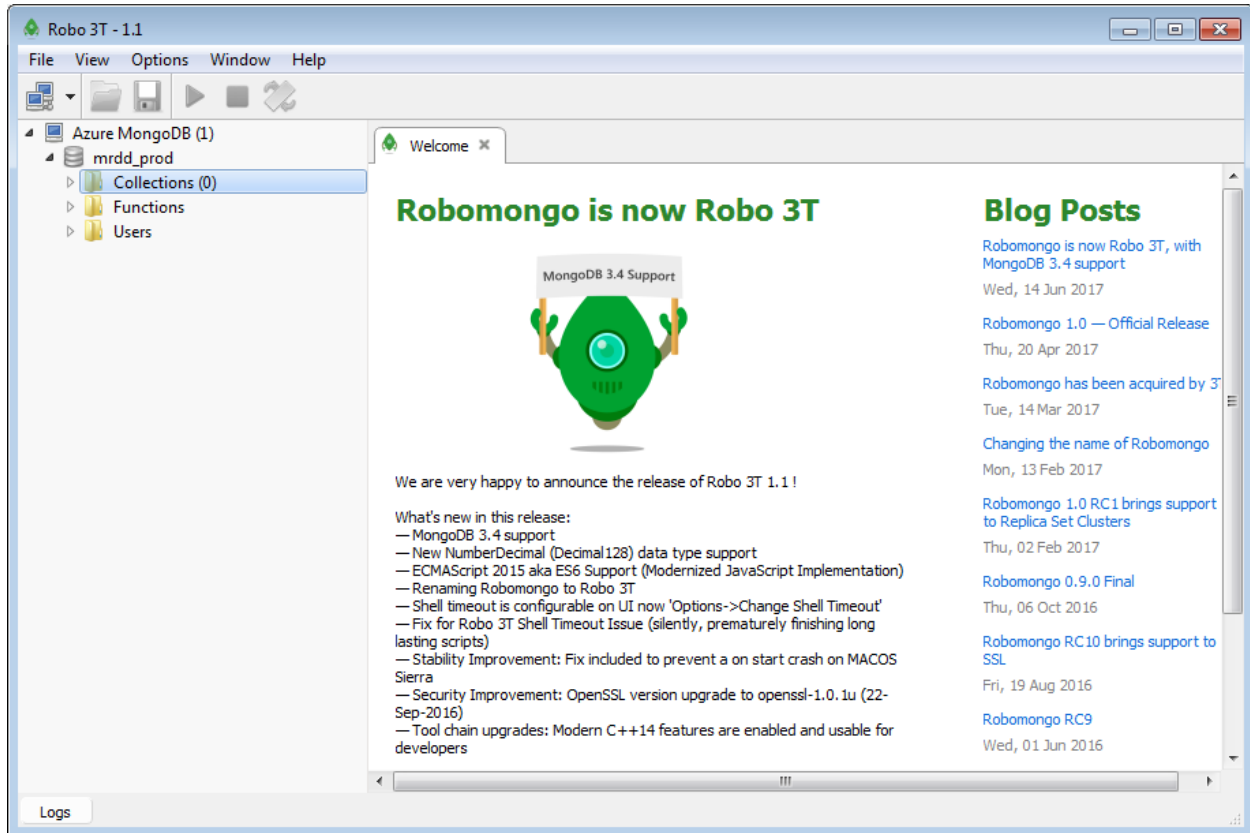 Robo 3T - 1.1
File View Options Window Help
Azure MongoDB (1)
mrdd_prod
Collections (0)
Functions
Users
Welcome
Robomongo is now Robo 3T
MongoDB 3.4 Support
We are very happy to announce the release of Robo 3T 1.1 !
What's new in this release:
— MongoDB 3.4 support
— New NumberDecimal (Decimal128) data type support
— ECMAScript 2015 aka ES6 Support (Modernized JavaScript Implementation)
— Renaming Robomongo to Robo 3T
— Shell timeout is configurable on UI now 'Options->Change Shell Timeout'
— Fix for Robo 3T Shell Timeout Issue (silently, prematurely finishing long
lasting scripts)
— Stability Improvement: Fix included to prevent a on start crash on MACOS
Sierra
— Security Improvement: OpenSSL version upgrade to openssl-1.0.1u (22-
Sep-2016)
— Tool chain upgrades: Modern C++14 features are enabled and usable for
developers
Blog Posts
Robomongo is now Robo 3T, with
MongoDB 3.4 support
Wed, 14 Jun 2017
Robomongo 1.0 — Official Release
Thu, 20 Apr 2017
Robomongo has been acquired by 3T
Tue, 14 Mar 2017
Changing the name of Robomongo
Mon, 13 Feb 2017
Robomongo 1.0 RC1 brings support
to Replica Set Clusters
Thu, 02 Feb 2017
Robomongo 0.9.0 Final
Thu, 06 Oct 2016
Robomongo RC10 brings support to
SSL
Fri, 19 Aug 2016
Robomongo RC9
Wed, 01 Jun 2016
Logs